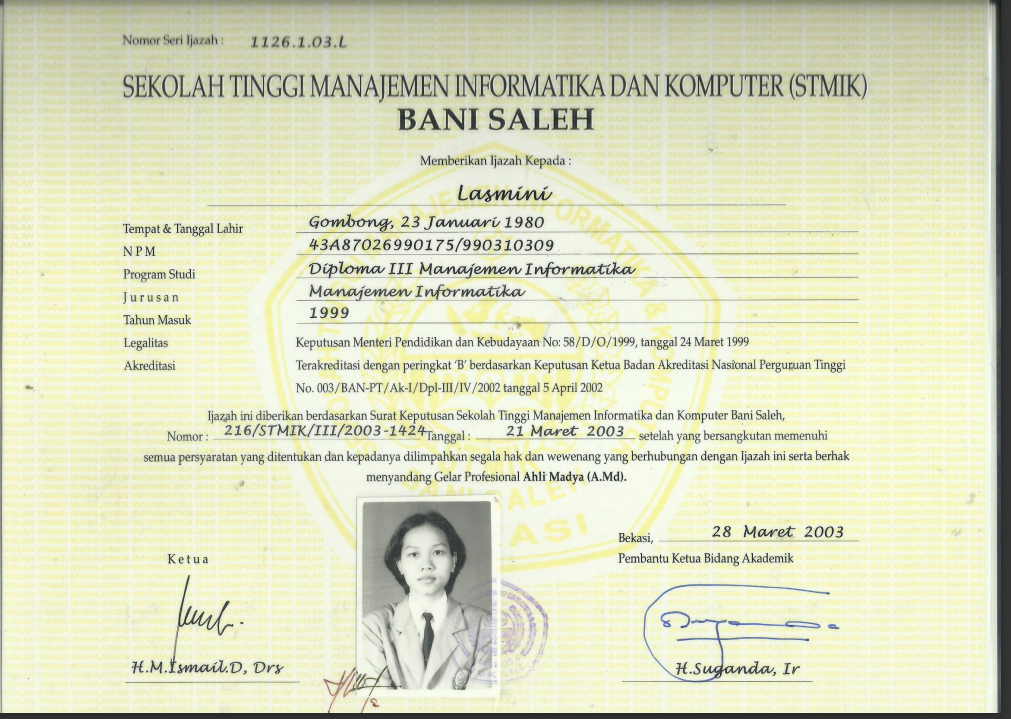 Nomor Seri Ijazah : 1126.1.03.L
SEKOLAH TINGGI MANAJEMEN INFORMATIKA DAN KOMPUTER (STMIK)
BANI SALEH
Memberikan Ijazah Kepada :
Lasmini
Tempat & Tanggal Lahir Gombong, 23 Januari 1980
N P M 43A87026990175/990310309
Program Studi Diploma III Manajemen Informatika
J u r u s a n Manajemen Informatika
Tahun Masuk 1999
Legalitas Keputusan Menteri Pendidikan dan Kebudayaan No: 58/D/O/1999, tanggal 24 Maret 1999
Akreditasi Terakreditasi dengan peringkat 'B' berdasarkan Keputusan Ketua Badan Akreditasi Nasional Perguruan Tinggi
No. 003/BAN-PT/Ak-I/Dpl-III/IV/2002 tanggal 5 April 2002
Ijazah ini diberikan berdasarkan Surat Keputusan Sekolah Tinggi Manajemen Informatika dan Komputer Bani Saleh,
Nomor : 216/STMIK/III/2003-1424 Tanggal : 21 Maret 2003 setelah yang bersangkutan memenuhi
semua persyaratan yang ditentukan dan kepadanya dilimpahkan segala hak dan wewenang yang berhubungan dengan Ijazah ini serta berhak
menyandang Gelar Profesional Ahli Madya (A.Md).
Bekasi, 28 Maret 2003
K e t u a Pembantu Ketua Bidang Akademik
H.M.Ismail.D, Drs H.Suganda, Ir